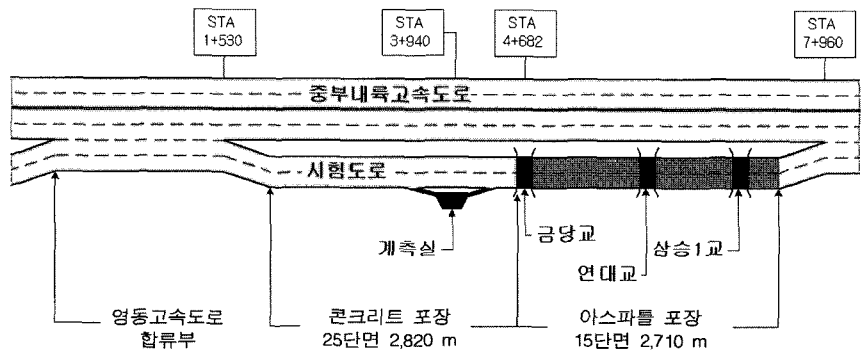 STA
1+530
STA
3+940
STA
4+682
STA
7+960
중부내륙고속도로
시험도로
계측실
금당교
연대교
삼승1교
영동고속도로
합류부
콘크리트 포장
25단면 2,820 m
아스파틀 포장
15단면 2,710 m